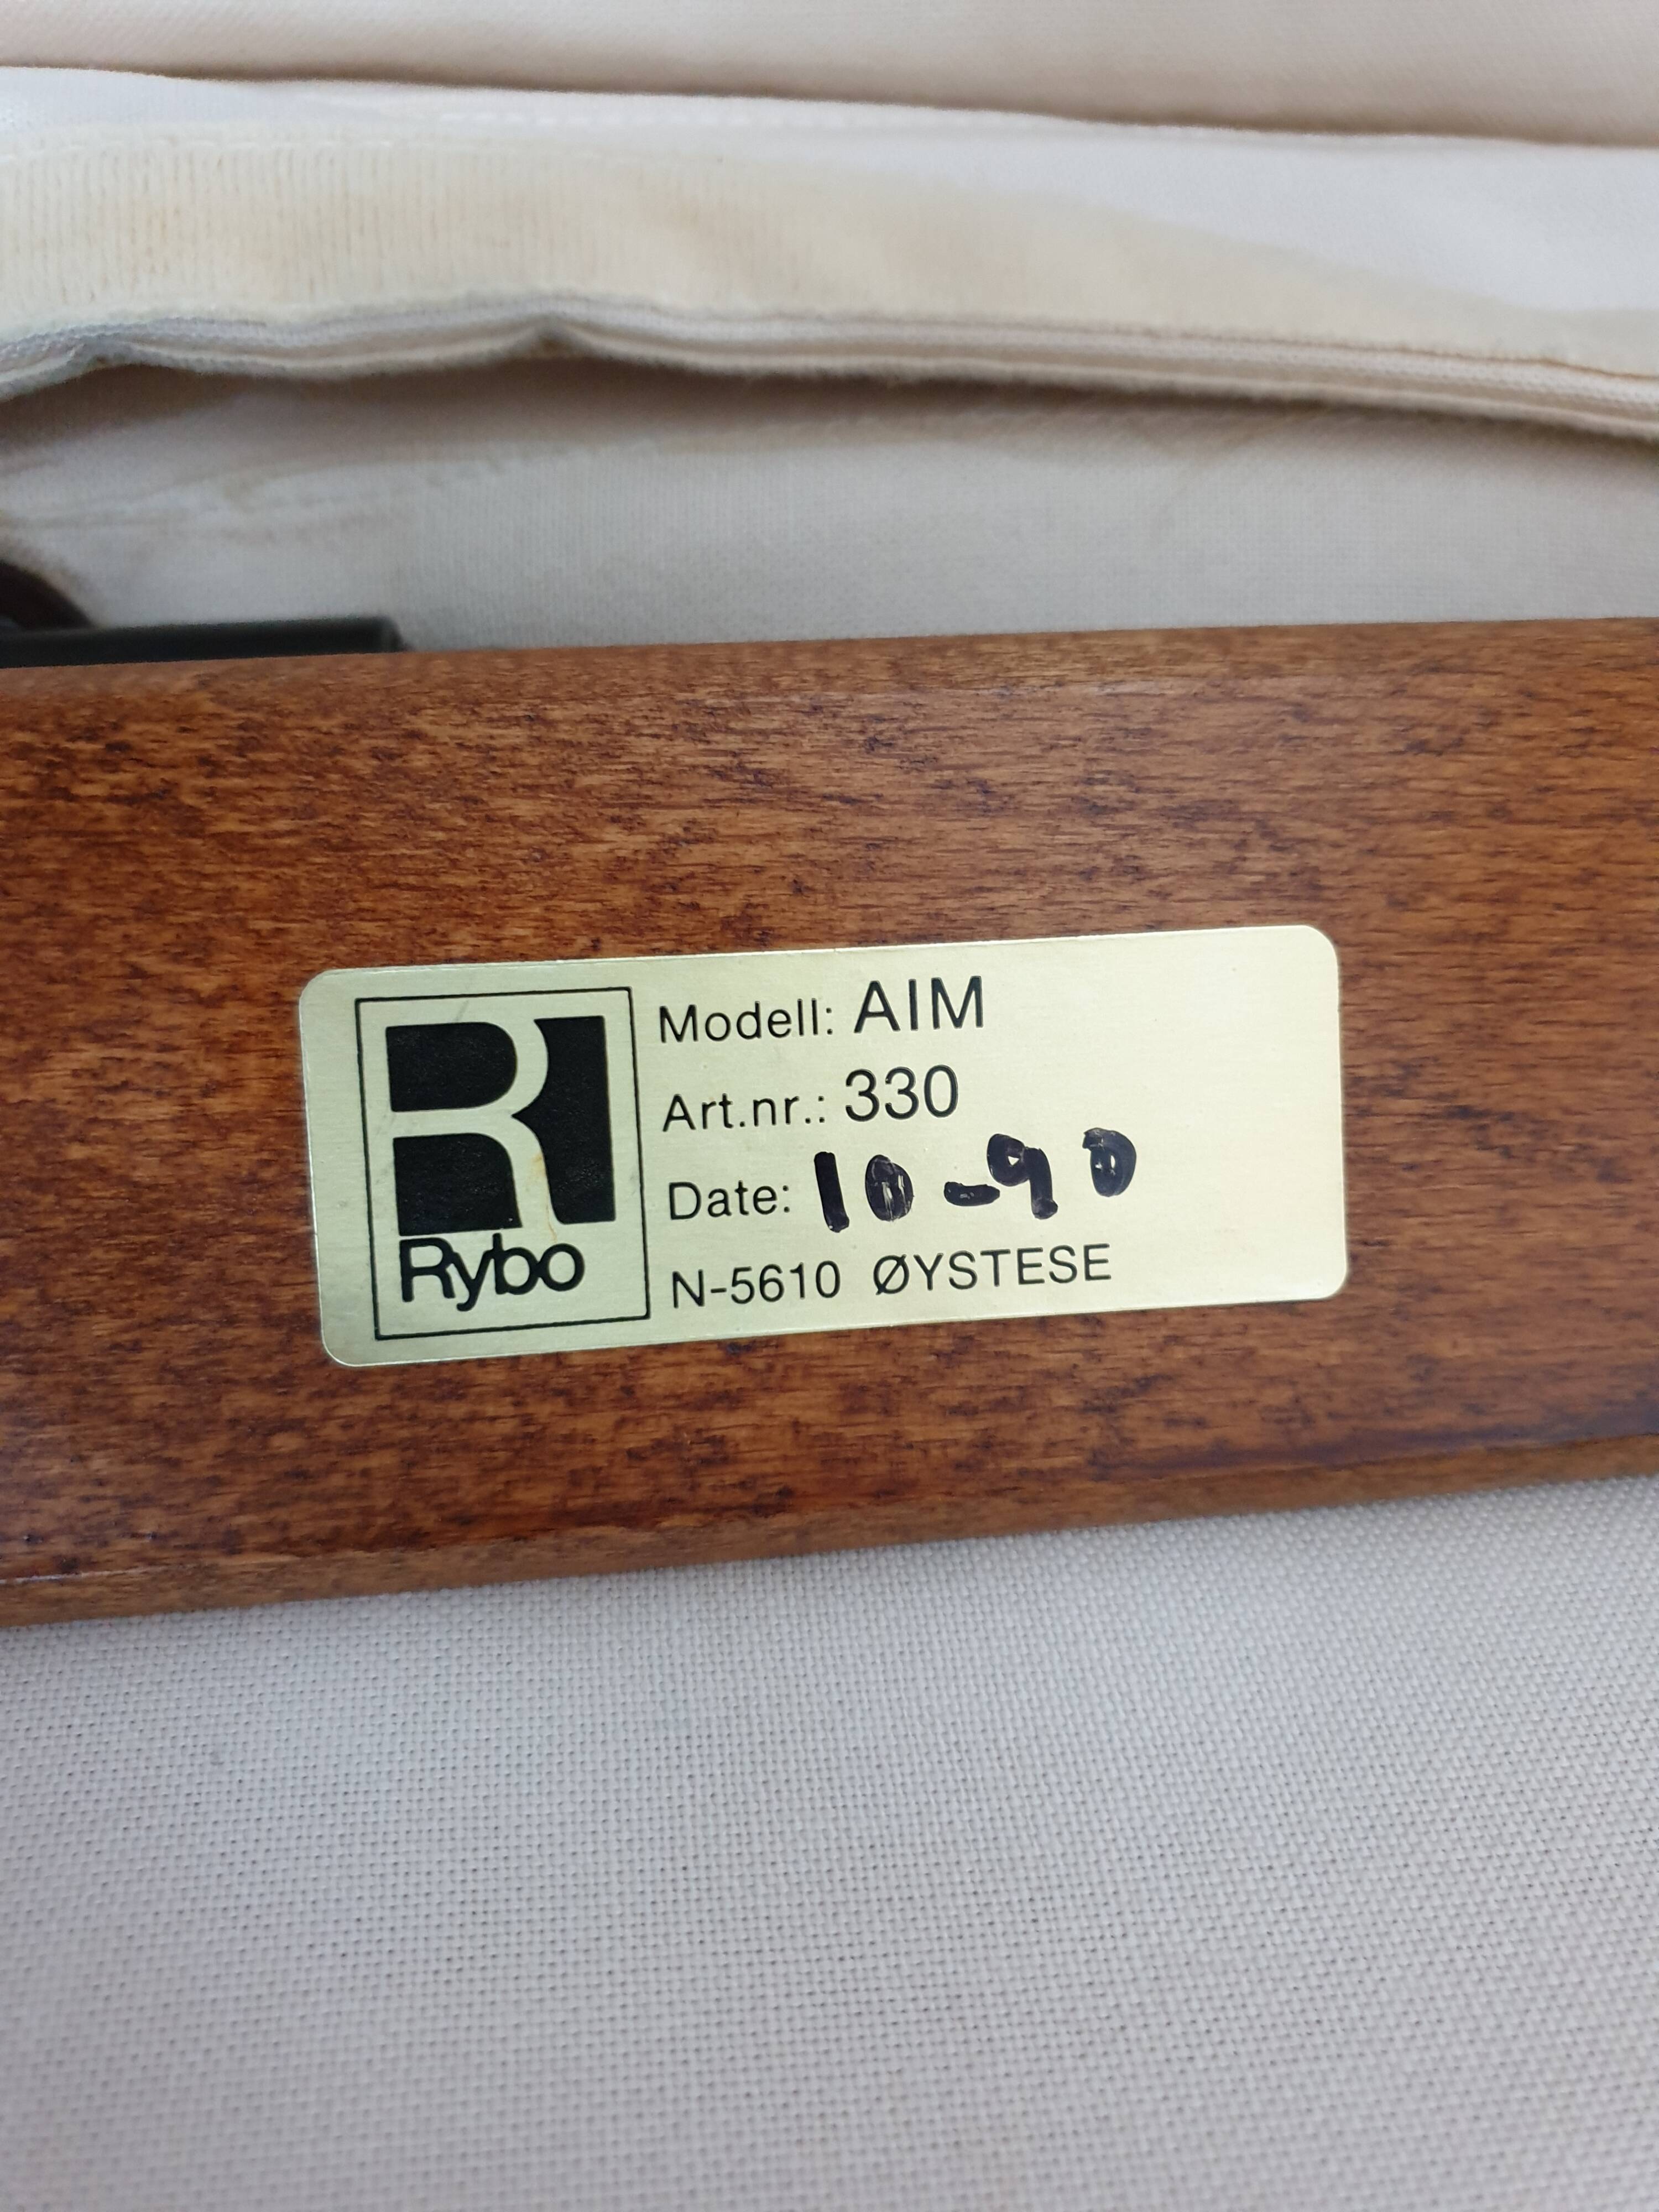 Rybo
Modell: AIM
Art.nr.: 330
Date: 10-90
N-5610 ØYSTESE